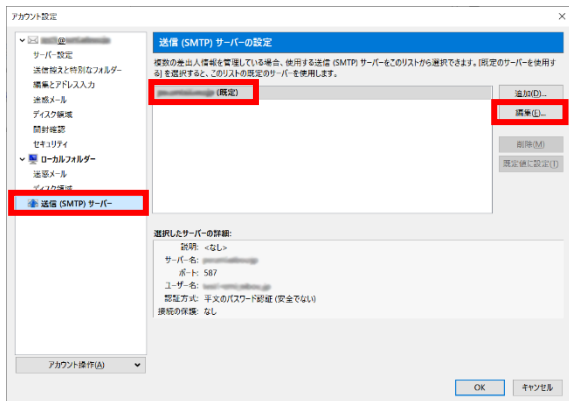 アカウント設定
サーバー設定
送信控えと特別なフォルダー
編集とアドレス入力
迷惑メール
ディスク領域
開封確認
セキュリティ
ローカルフォルダー
迷惑メール
ディスク領域
送信 (SMTP) サーバー
アカウント操作(A)
送信 (SMTP) サーバーの設定
複数の差出人情報を管理している場合、使用する送信 (SMTP) サーバーをこのリストから選択できます。[既定のサーバーを使用す
る] を選択すると、このリストの既定のサーバーを使用します。
(既定)
追加(D)...
編集(E)...
削除(M)
既定値に設定(T)
選択したサーバーの詳細:
説明: <なし>
サーバー名:
ポート: 587
ユーザー名:
認証方式: 平文のパスワード認証 (安全でない)
接続の保護: なし
OK
キャンセル